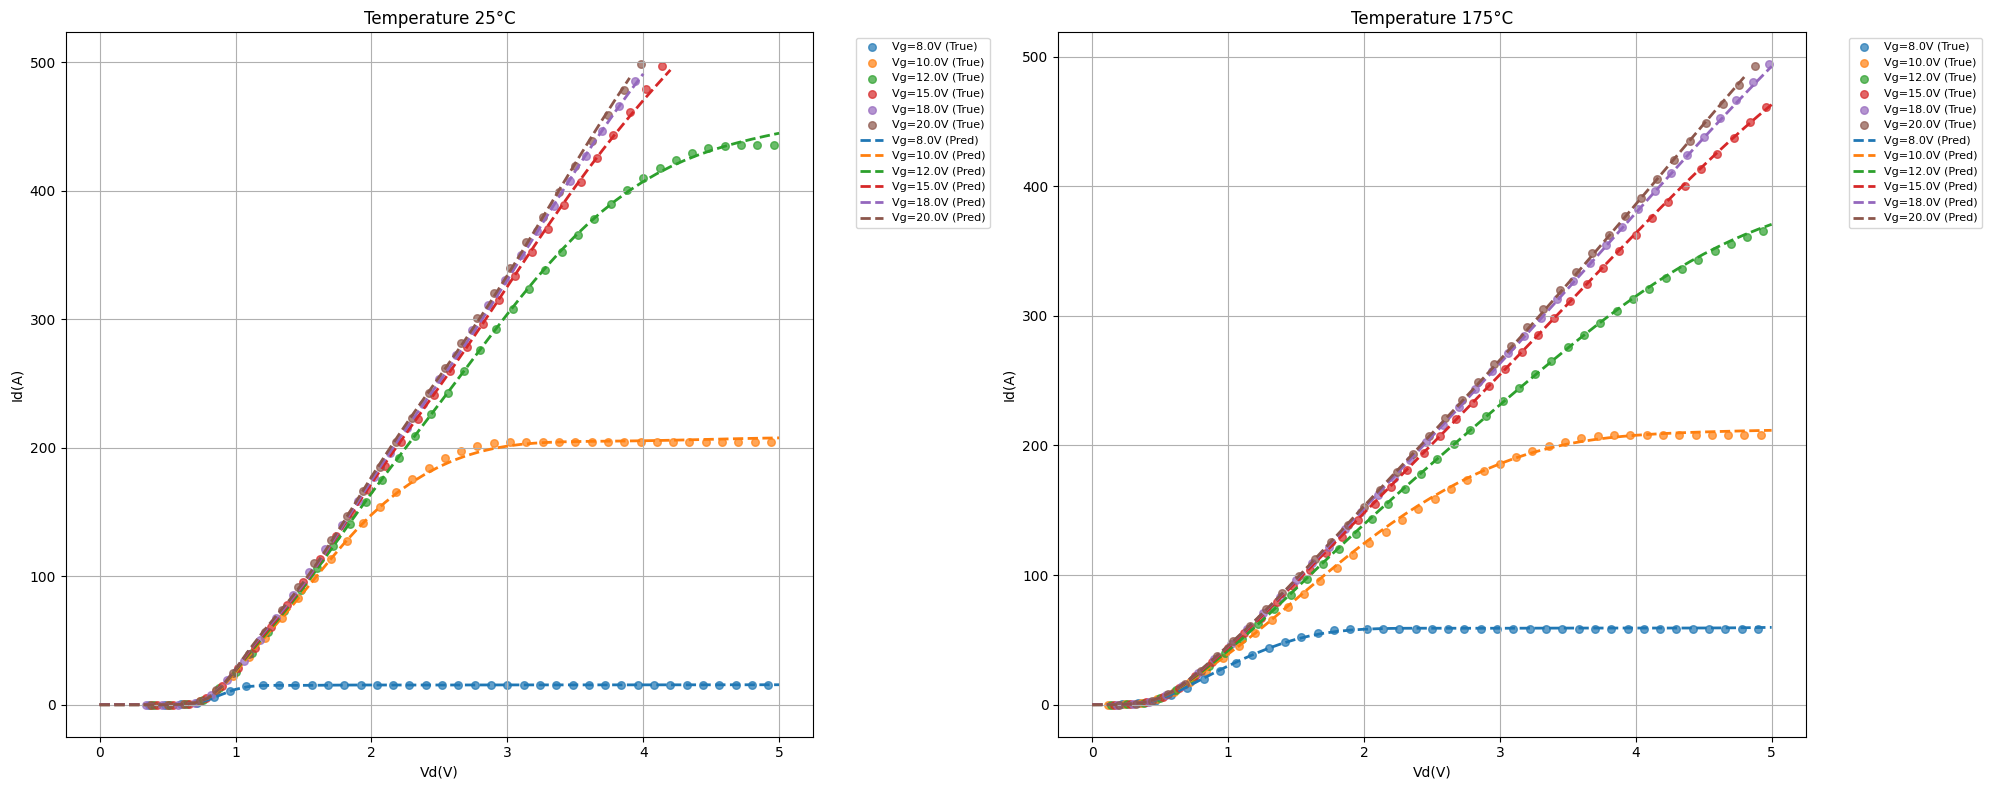 Temperature 25°C
500
400
300
200
100
0
Id(A)
0 1 2 3 4 5
Vd(V)
Vg=8.0V (True)
Vg=10.0V (True)
Vg=12.0V (True)
Vg=15.0V (True)
Vg=18.0V (True)
Vg=20.0V (True)
Vg=8.0V (Pred)
Vg=10.0V (Pred)
Vg=12.0V (Pred)
Vg=15.0V (Pred)
Vg=18.0V (Pred)
Vg=20.0V (Pred)
Temperature 175°C
500
400
300
200
100
0
Id(A)
0 1 2 3 4 5
Vd(V)
Vg=8.0V (True)
Vg=10.0V (True)
Vg=12.0V (True)
Vg=15.0V (True)
Vg=18.0V (True)
Vg=20.0V (True)
Vg=8.0V (Pred)
Vg=10.0V (Pred)
Vg=12.0V (Pred)
Vg=15.0V (Pred)
Vg=18.0V (Pred)
Vg=20.0V (Pred)